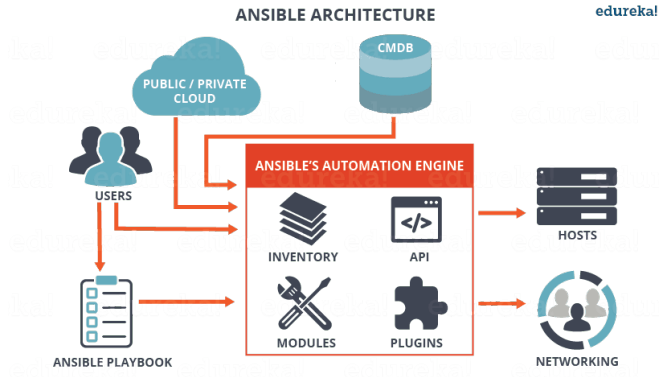 ANSIBLE ARCHITECTURE
edureka!
CMDB
PUBLIC / PRIVATE
CLOUD
USERS
ANSIBLE'S AUTOMATION ENGINE
INVENTORY
API
HOSTS
MODULES
PLUGINS
ANSIBLE PLAYBOOK
NETWORKING